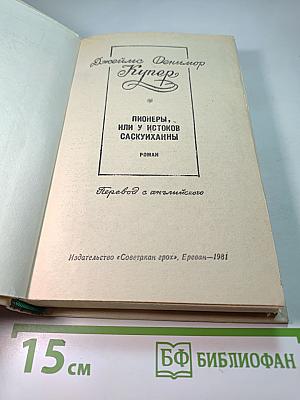 Джеймс Фенимор
Купер
ПИОНЕРЫ,
ИЛИ У ИСТОКОВ
САСКУИХАННЫ
РОМАН
Перевод с английского
Издательство «Советакан грох», Ереван—1981
15 см
БФ БИБЛИОФАН